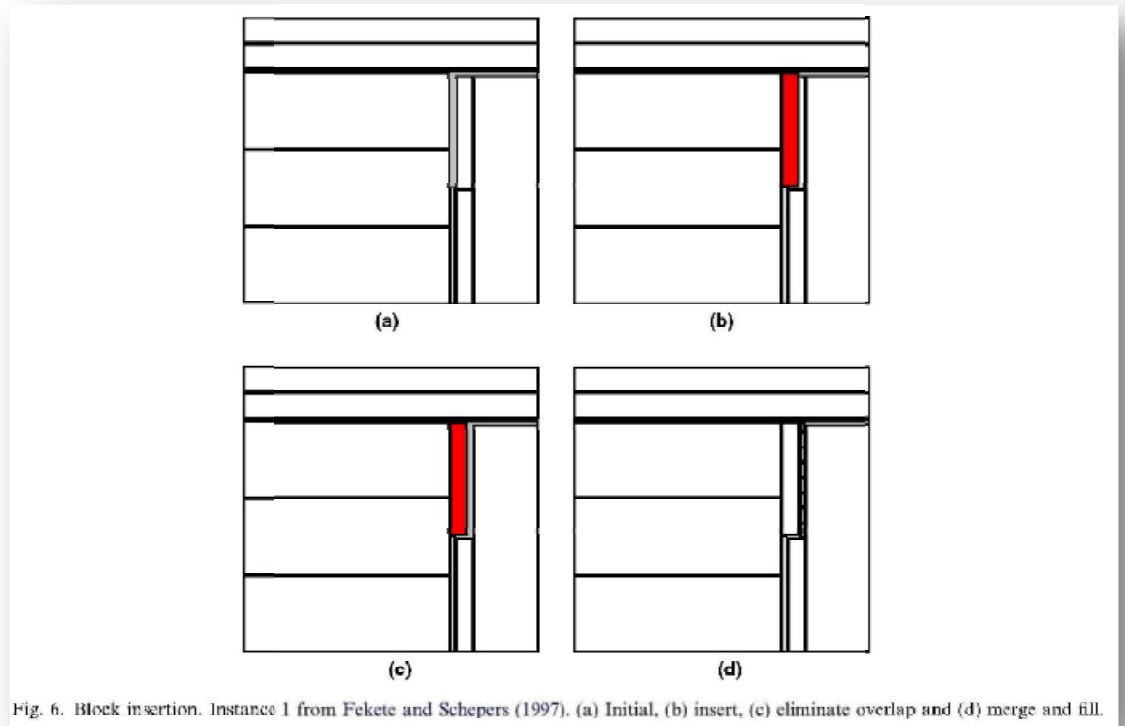 (a)
(b)
(c)
(d)
Fig. 6. Block insertion. Instance 1 from Fekete and Schepers (1997). (a) Initial, (b) insert, (c) eliminate overlap and (d) merge and fill.